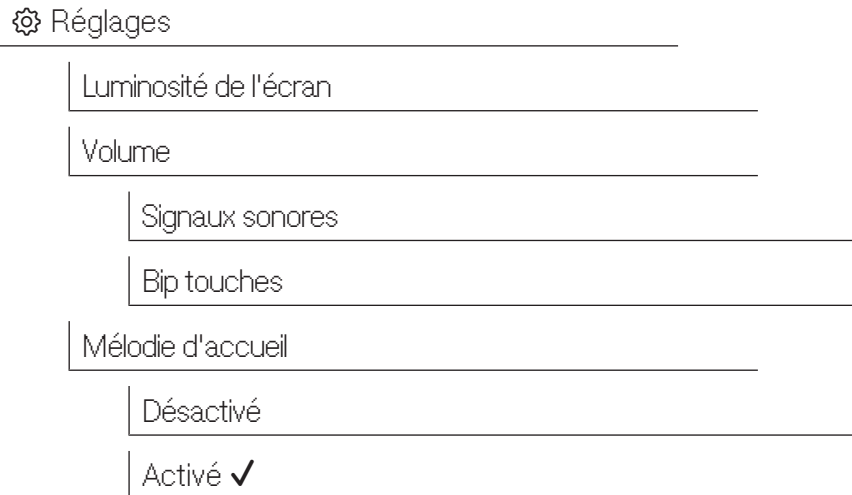 Réglages
Luminosité de l'écran
Volume
Signaux sonores
Bip touches
Mélodie d'accueil
Désactivé
Activé ✔